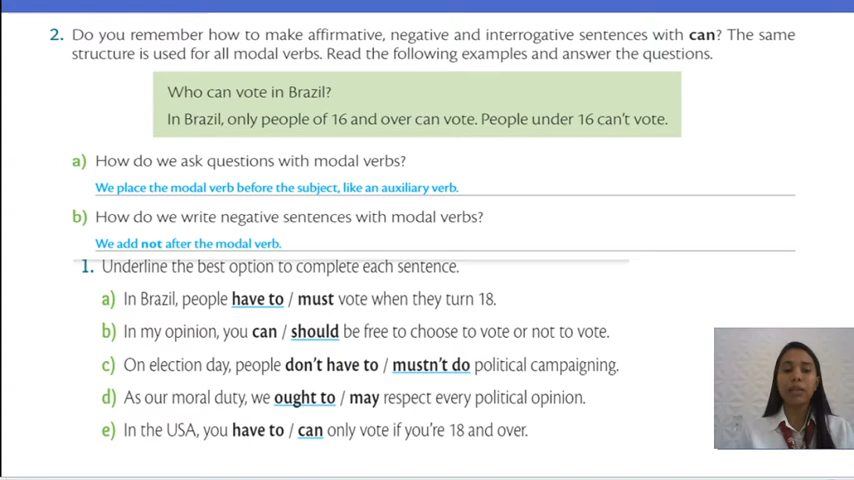 2. Do you remember how to make affirmative, negative and interrogative sentences with can? The same
structure is used for all modal verbs. Read the following examples and answer the questions.
Who can vote in Brazil?
In Brazil, only people of 16 and over can vote. People under 16 can't vote.
a) How do we ask questions with modal verbs?
We place the modal verb before the subject, like an auxiliary verb.
b) How do we write negative sentences with modal verbs?
We add not after the modal verb.
1. Underline the best option to complete each sentence.
a) In Brazil, people have to / must vote when they turn 18.
b) In my opinion, you can / should be free to choose to vote or not to vote.
c) On election day, people don't have to / mustn't do political campaigning.
d) As our moral duty, we ought to / may respect every political opinion.
e) In the USA, you have to / can only vote if you're 18 and over.